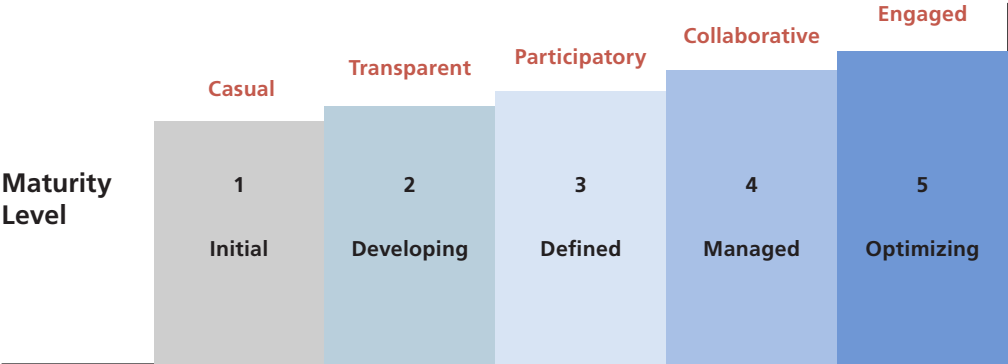 Engaged
Collaborative
Participatory
Transparent
Casual
Maturity
Level
1
2
3
4
5
Initial
Developing
Defined
Managed
Optimizing